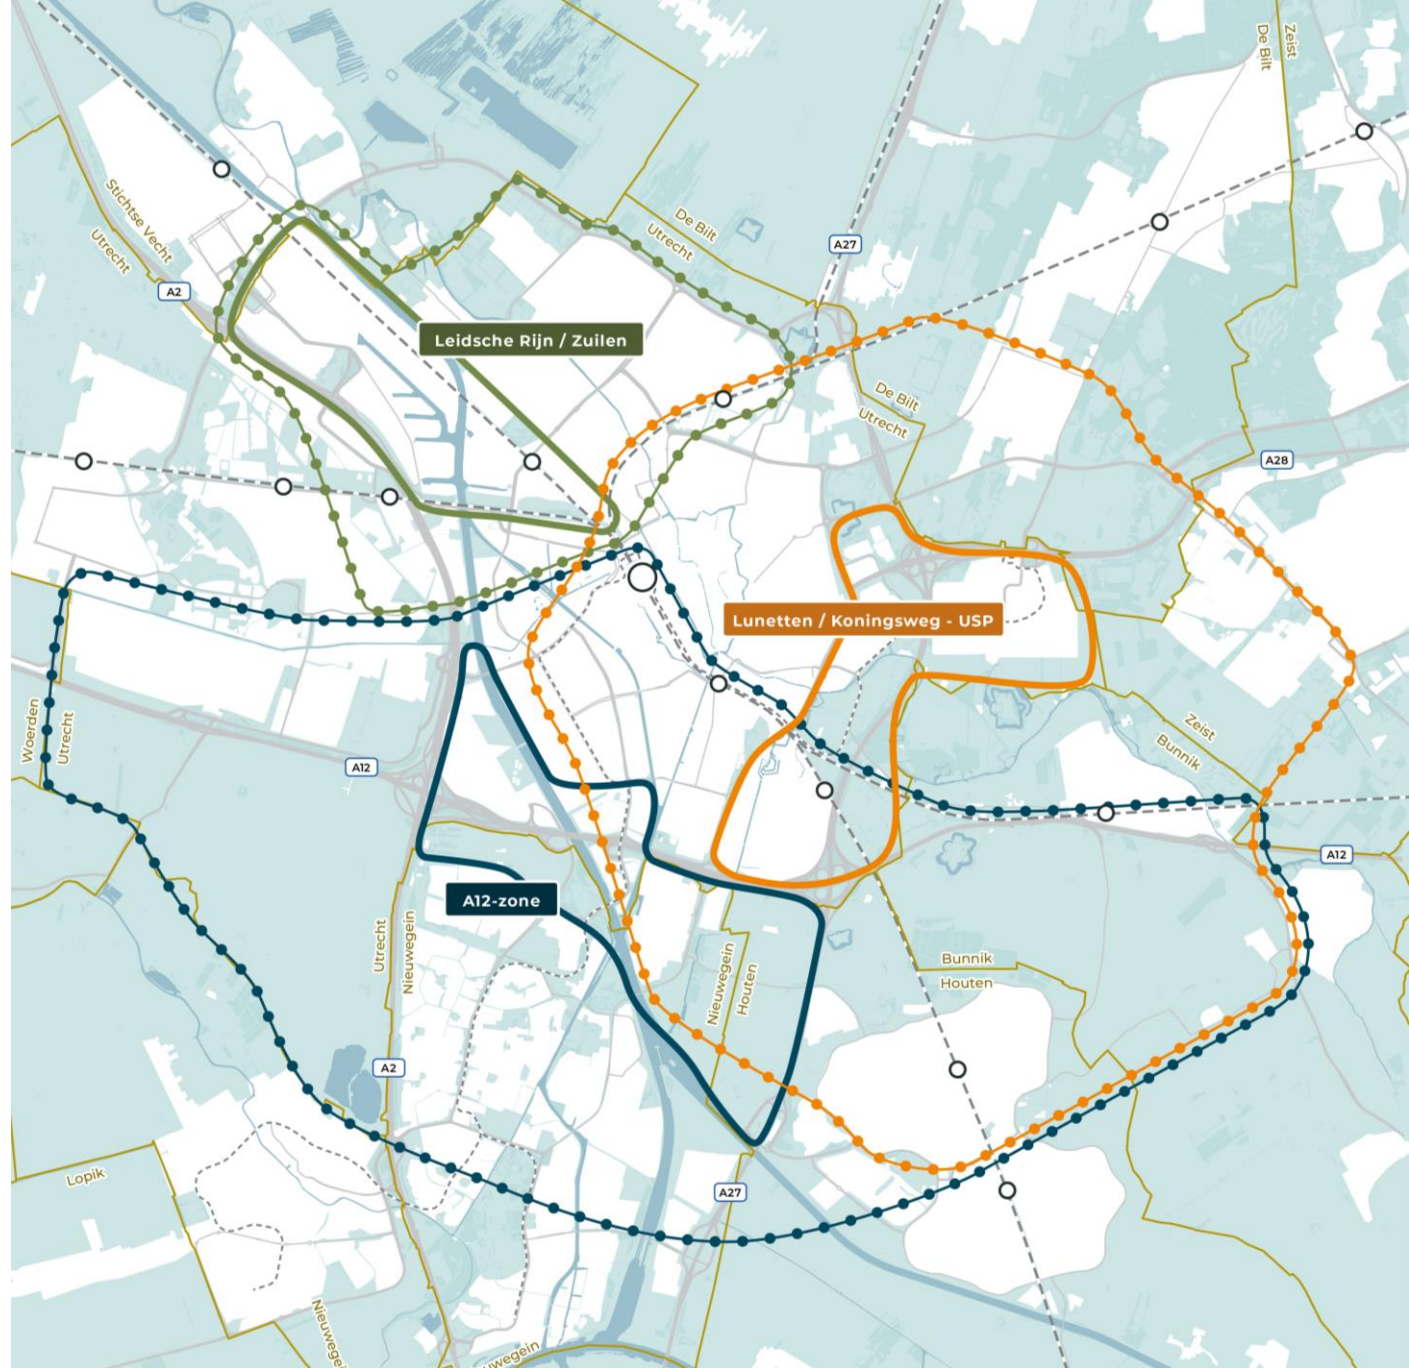 Zeist
De Bilt
Stichtse Vecht
Utrecht
De Bilt
Utrecht
A27
A2
Leidsche Rijn / Zuilen
De Bilt
Utrecht
A28
Lunetten / Koningsweg - USP
Woerden
Utrecht
Zeist
Bunnik
A12
A12
A12-zone
Utrecht
Nieuwegein
Nieuwegein
Houten
Bunnik
Houten
A2
Lopik
A27